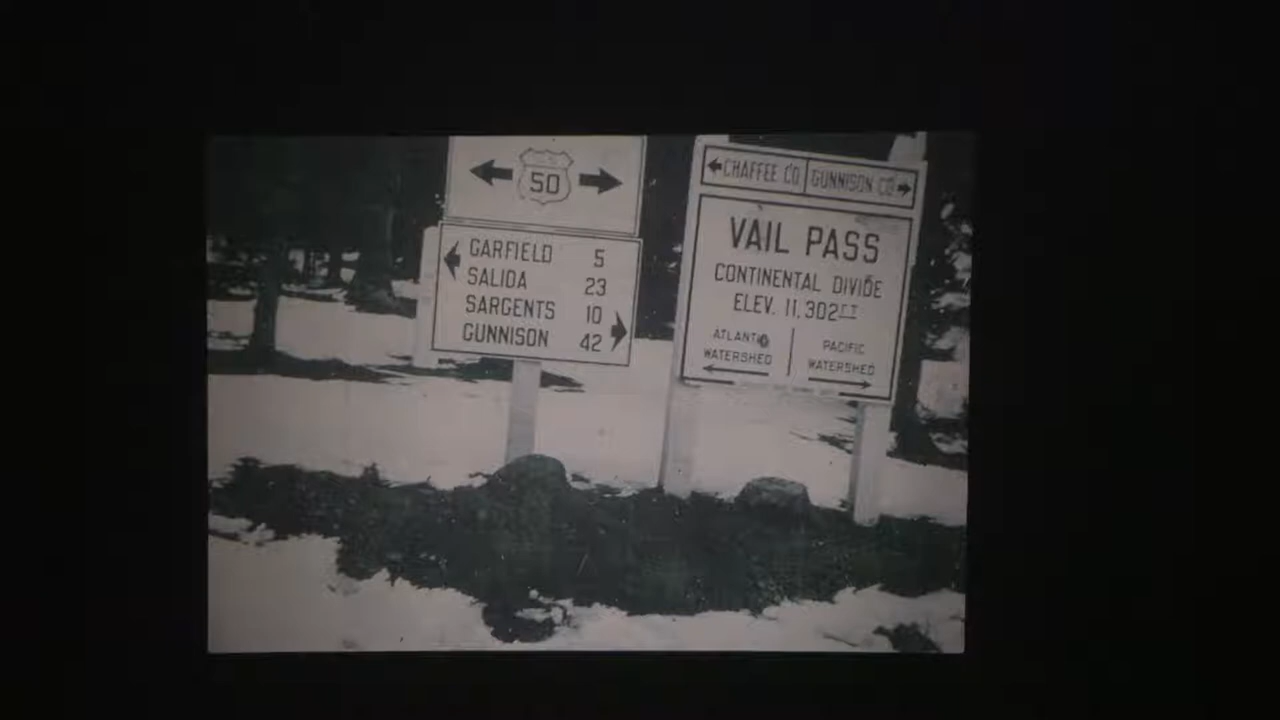 U S
50
GARFIELD 5
SALIDA 23
SARGENTS 10
GUNNISON 42
CHAFFEE CO GUNNISON CO
VAIL PASS
CONTINENTAL DIVIDE
ELEV. 11,302 FT
ATLANTIC WATERSHED
PACIFIC WATERSHED